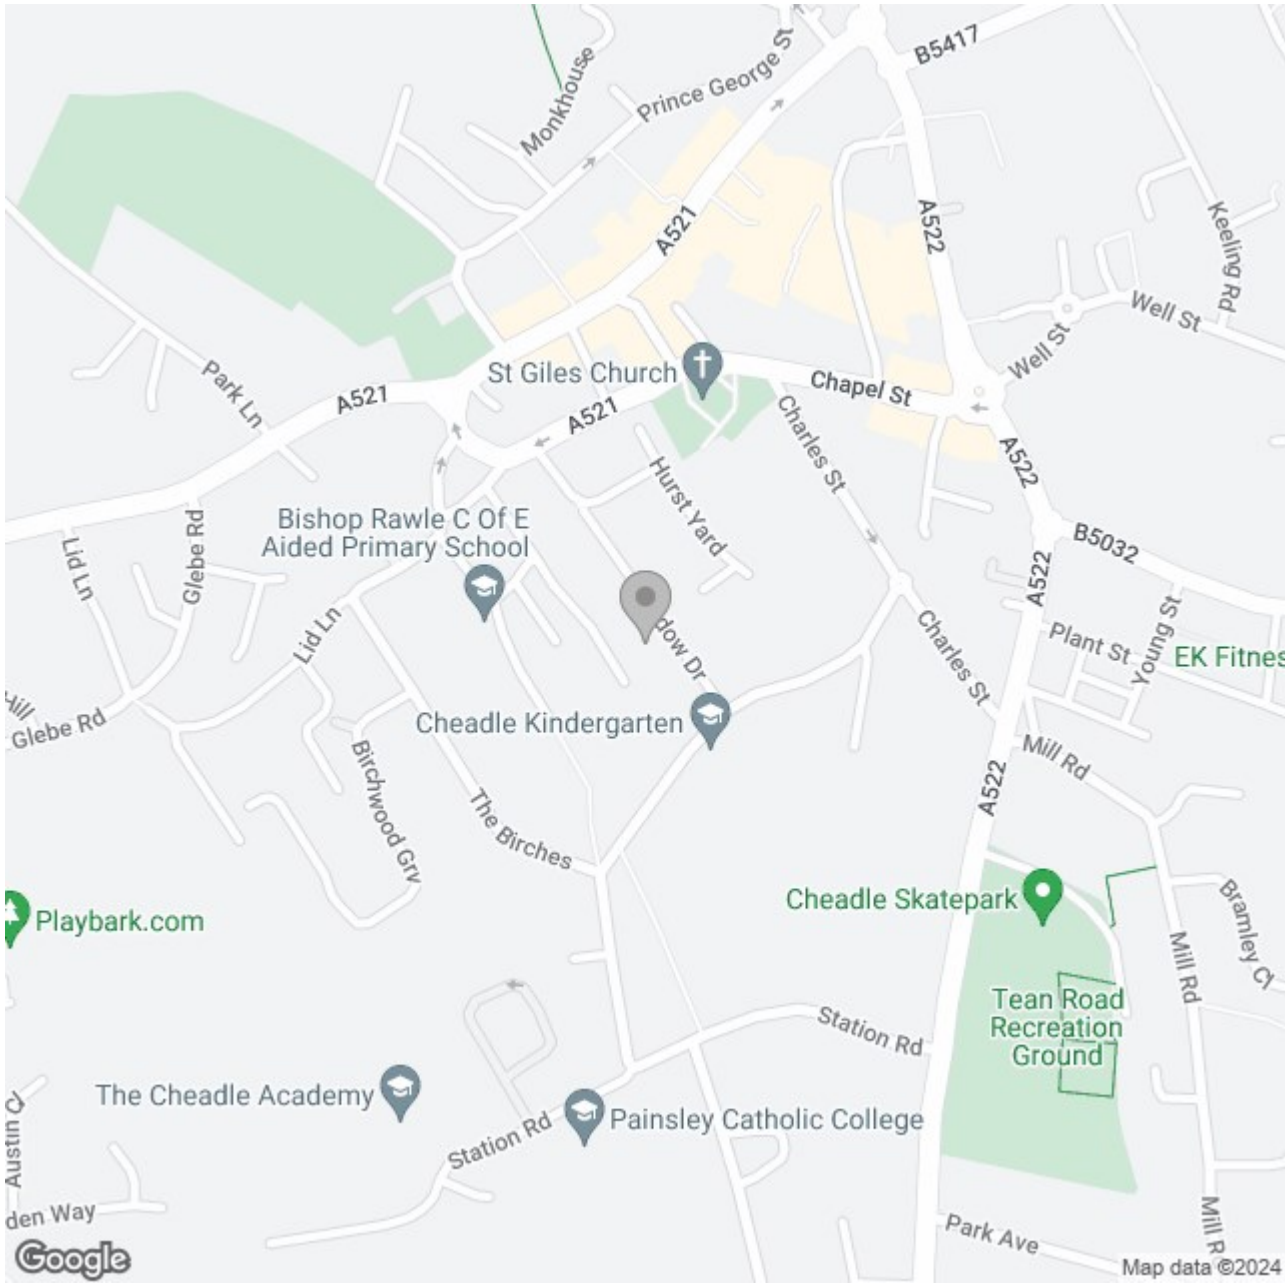 B5417
Monkhouse
Prince George St
A521
A522
Keeling Rd
Well St
Well St
Park Ln
A521
St Giles Church
A521
Chapel St
Charles St
A522
Hurst Yard
Bishop Rawle C Of E
Aided Primary School
Lid Ln
Glebe Rd
Lid Ln
B5032
A522
Young St
Plant St
EK Fitnes
dow Dr
Charles St
Hill
Glebe Rd
Cheadle Kindergarten
Birchwood Grv
The Birches
Mill Rd
A522
Cheadle Skatepark
Bramley Cl
Playbark.com
Mill Rd
Tean Road
Recreation
Ground
Station Rd
The Cheadle Academy
Painsley Catholic College
Station Rd
Austin Cl
den Way
Park Ave
Mill R
Google
Map data ©2024